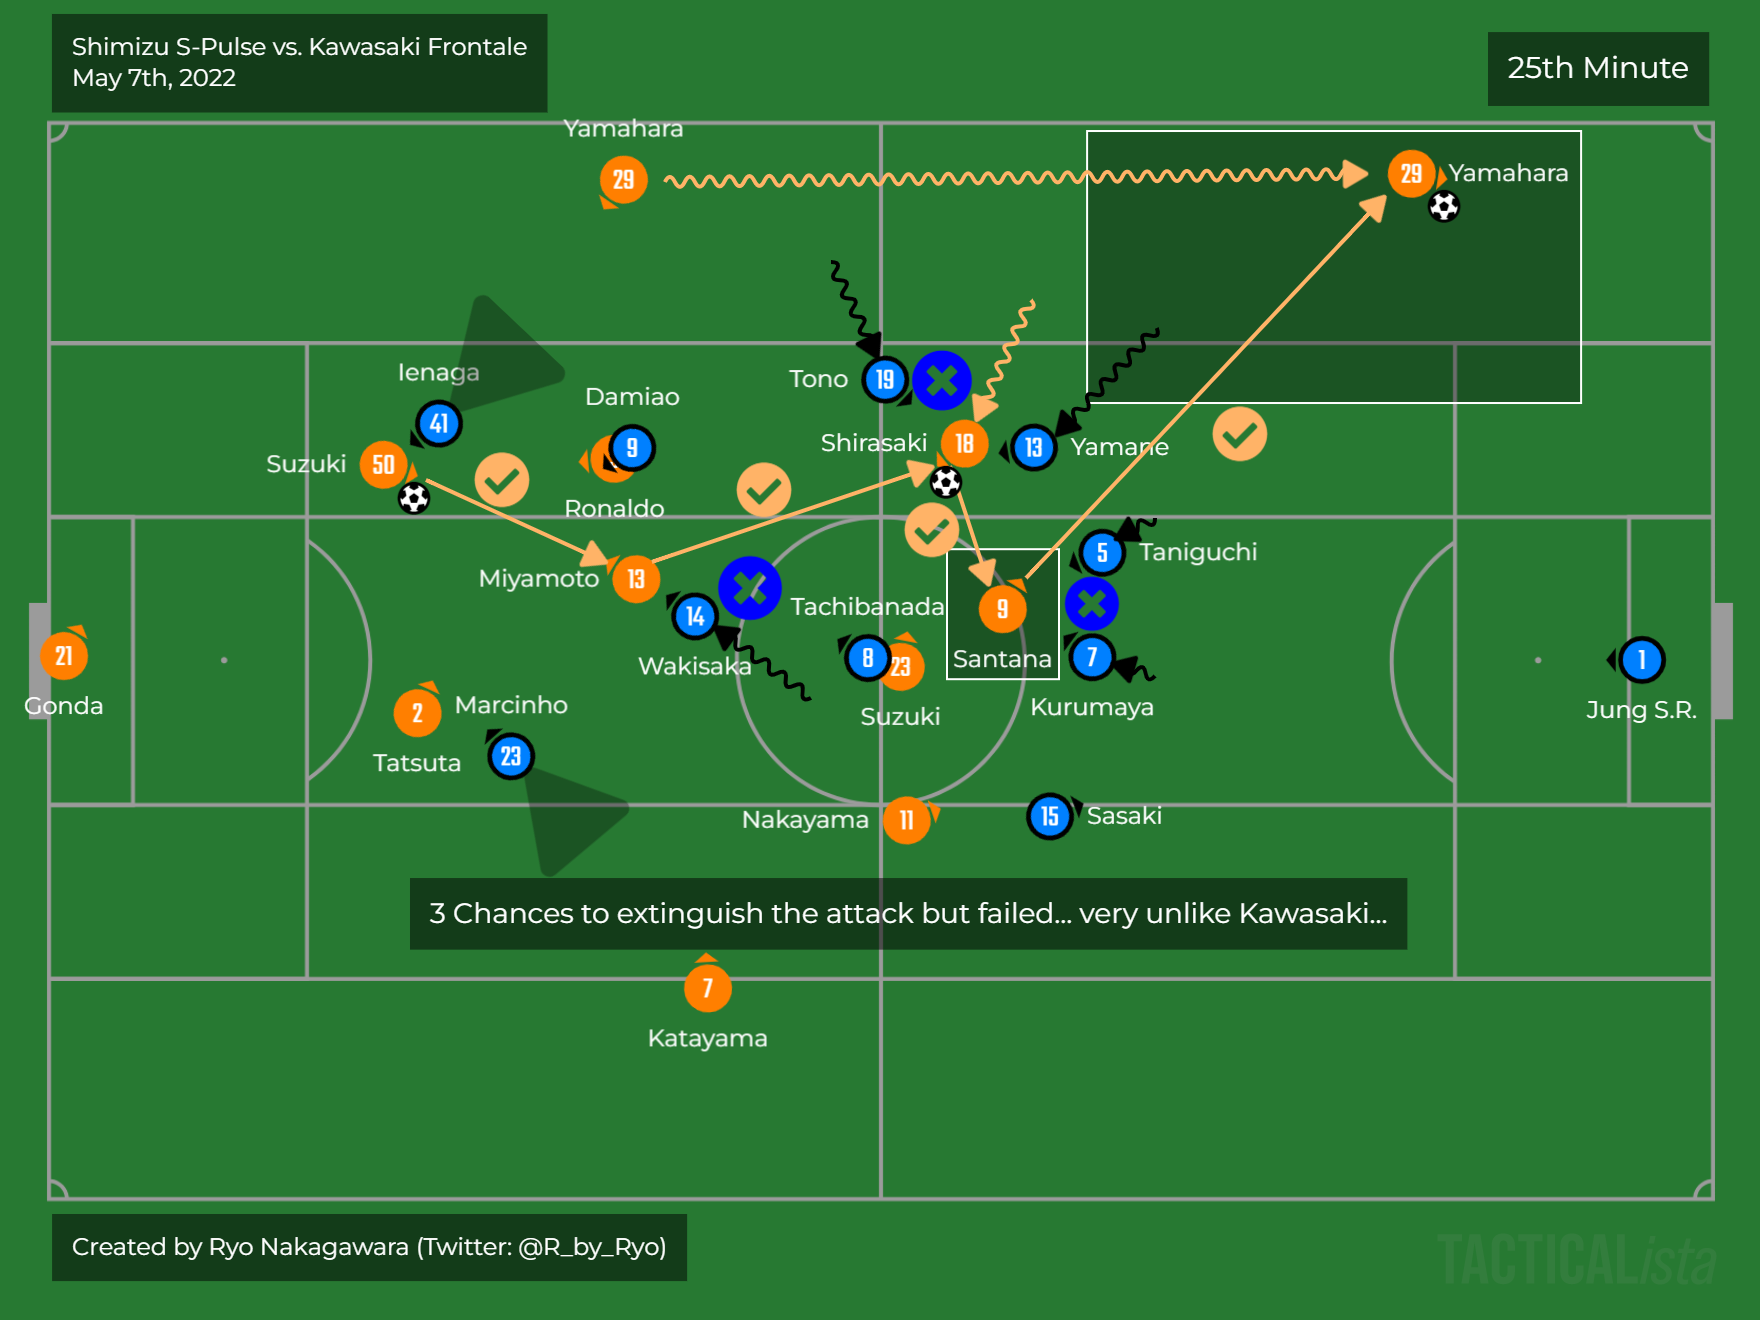 Shimizu S-Pulse vs. Kawasaki Frontale
May 7th, 2022
25th Minute
Yamahara
29
29
Yamahara
Ienaga
41
Damiao
9
Tono
19
Shirasaki
18
13
Yamane
Suzuki
50
Ronaldo
Miyamoto
13
5
Taniguchi
14
Wakisaka
Tachibanada
8
23
Suzuki
9
Santana
7
Kurumaya
21
Gonda
1
Jung S.R.
2
Tatsuta
Marcinho
23
Nakayama
11
15
Sasaki
3 Chances to extinguish the attack but failed... very unlike Kawasaki...
7
Katayama
Created by Ryo Nakagawara (Twitter: @R_by_Ryo)
TACTICALista